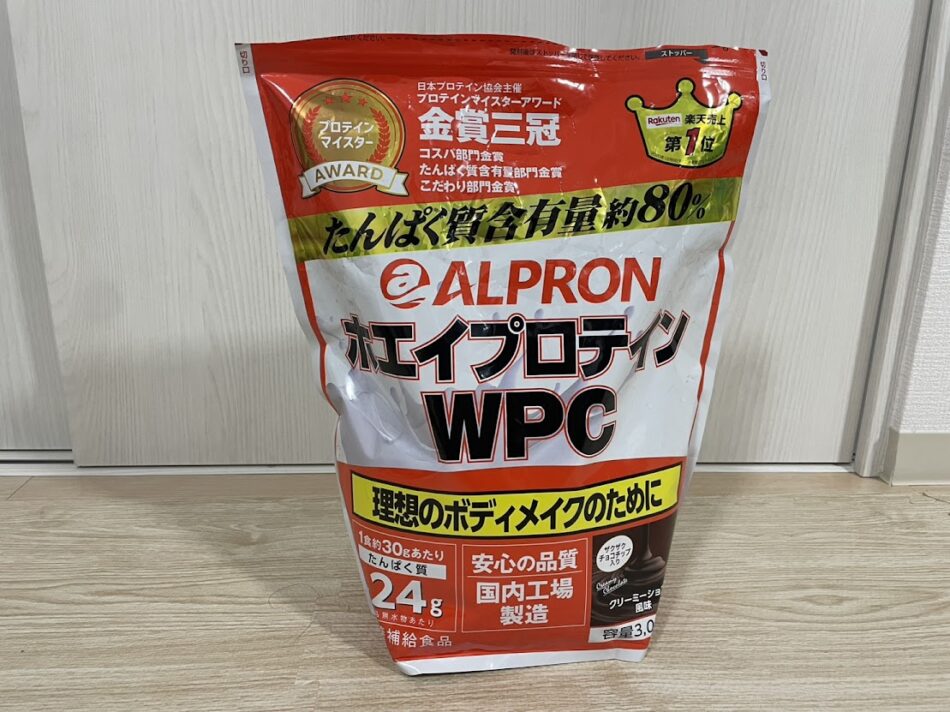 切り口
ストッパー
切り口
日本プロテイン協会主催
プロテインマイスターアワード
金賞三冠
コスパ部門金賞
たんぱく質含有量部門金賞
こだわり部門金賞
プロテイン
マイスター
AWARD
Rakuten 楽天売上
第1位
たんぱく質含有量約80%
ALPRON
ホエイプロテイン
WPC
理想のボディメイクのために
1食約30gあたり
たんぱく質
24g
水物あたり
補給食品
安心の品質
国内工場
製造
ザクザク
チョコチップ
入り
Creamy Chocolate
クリーミーショ
風味
容量3,0